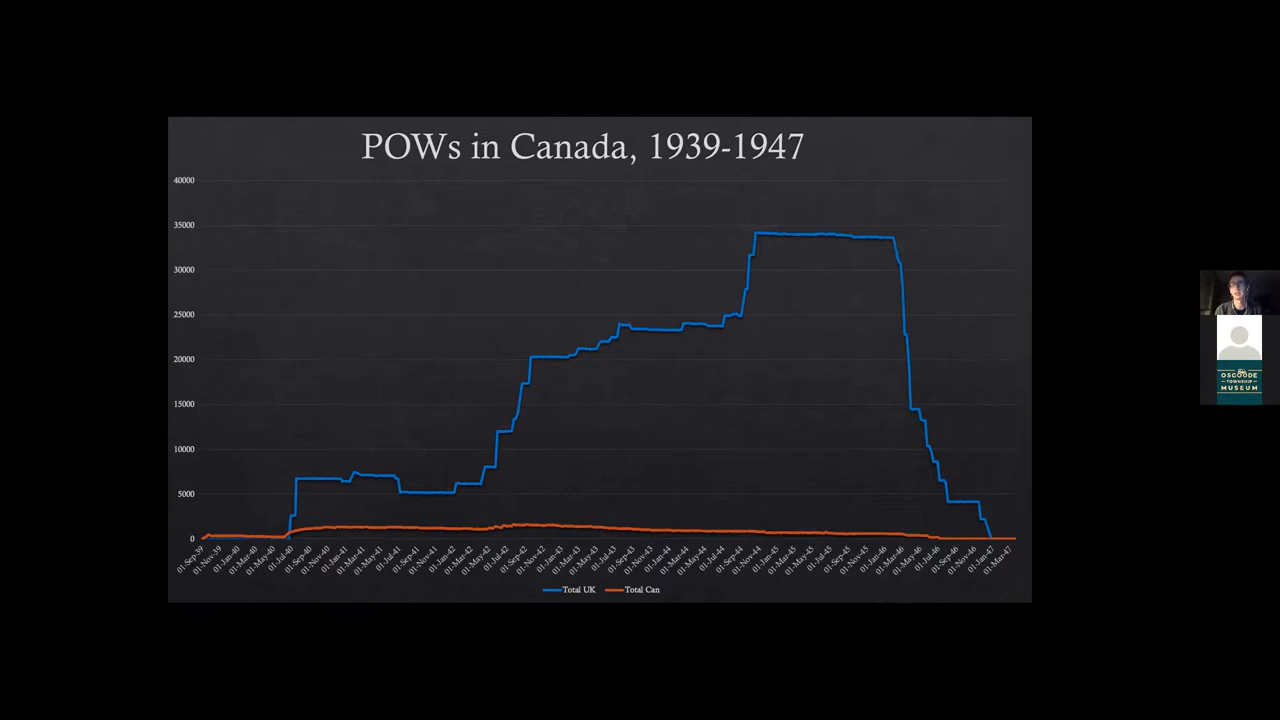 POWs in Canada, 1939-1947
40000
35000
30000
25000
20000
15000
10000
5000
0
01-Sep-39
01-Nov-39
01-Jan-40
01-Mar-40
01-May-40
01-Jul-40
01-Sep-40
01-Nov-40
01-Jan-41
01-Mar-41
01-May-41
01-Jul-41
01-Sep-41
01-Nov-41
01-Jan-42
01-Mar-42
01-May-42
01-Jul-42
01-Sep-42
01-Nov-42
01-Jan-43
01-Mar-43
01-May-43
01-Jul-43
01-Sep-43
01-Nov-43
01-Jan-44
01-Mar-44
01-May-44
01-Jul-44
01-Sep-44
01-Nov-44
01-Jan-45
01-Mar-45
01-May-45
01-Jul-45
01-Sep-45
01-Nov-45
01-Jan-46
01-Mar-46
01-May-46
01-Jul-46
01-Sep-46
01-Nov-46
01-Jan-47
01-Mar-47
Total UK
Total Can
OSGOODE
TOWNSHIP
MUSEUM